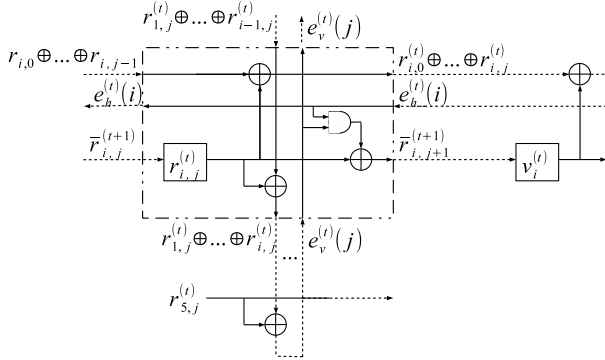 r_{1,j}^{(t)}⊕...⊕r_{i-1,j}^{(t)} e_v^{(t)}(j)
r_{i,0}⊕...⊕r_{i,j-1} r_{i,0}^{(t)}⊕...⊕r_{i,j}^{(t)}
e_h^{(t)}(i) e_h^{(t)}(i)
r̅_{i,j}^{(t+1)} r_{i,j}^{(t)} r̅_{i,j+1}^{(t+1)} v_i^{(t)}
r_{1,j}^{(t)}⊕...⊕r_{i,j}^{(t)} ... e_v^{(t)}(j)
r_{5,j}^{(t)}